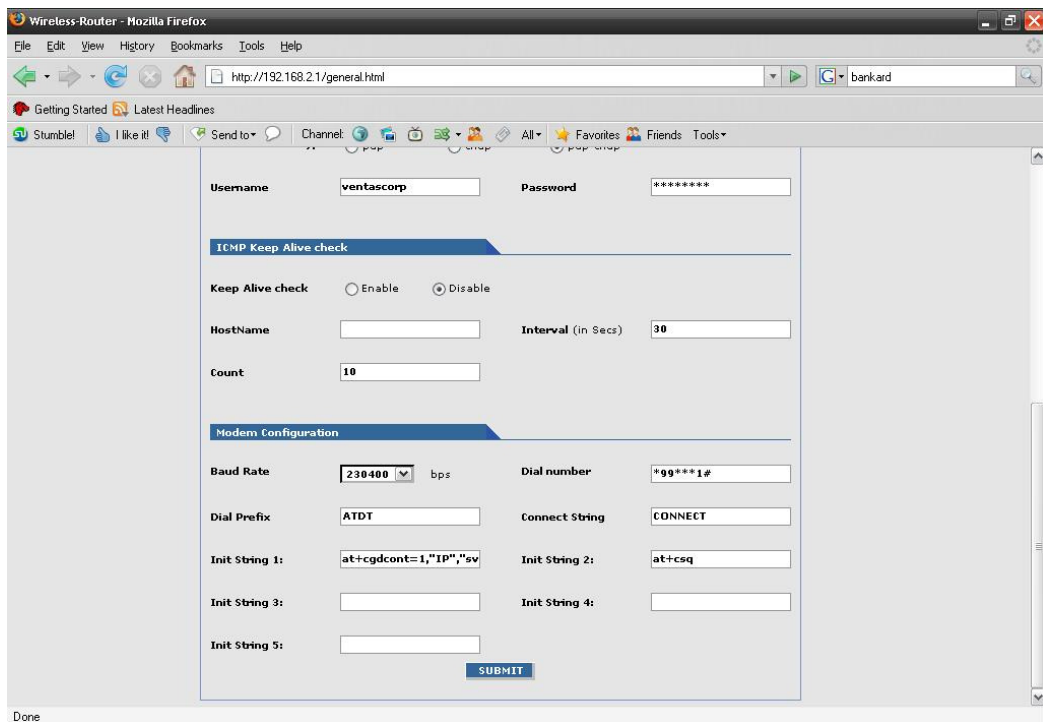 Wireless-Router - Mozilla Firefox
File Edit View History Bookmarks Tools Help
http://192.168.2.1/general.html
G bankard
Getting Started Latest Headlines
Stumble! I like it! Send to Channel: All Favorites Friends Tools
pap chap pap-chap
Username ventascorp Password ********
ICMP Keep Alive check
Keep Alive check Enable Disable
HostName Interval (in Secs) 30
Count 10
Modem Configuration
Baud Rate 230400 bps Dial number *99***1#
Dial Prefix ATDT Connect String CONNECT
Init String 1: at+cgdcont=1,"IP","sv Init String 2: at+csq
Init String 3: Init String 4:
Init String 5:
SUBMIT
Done